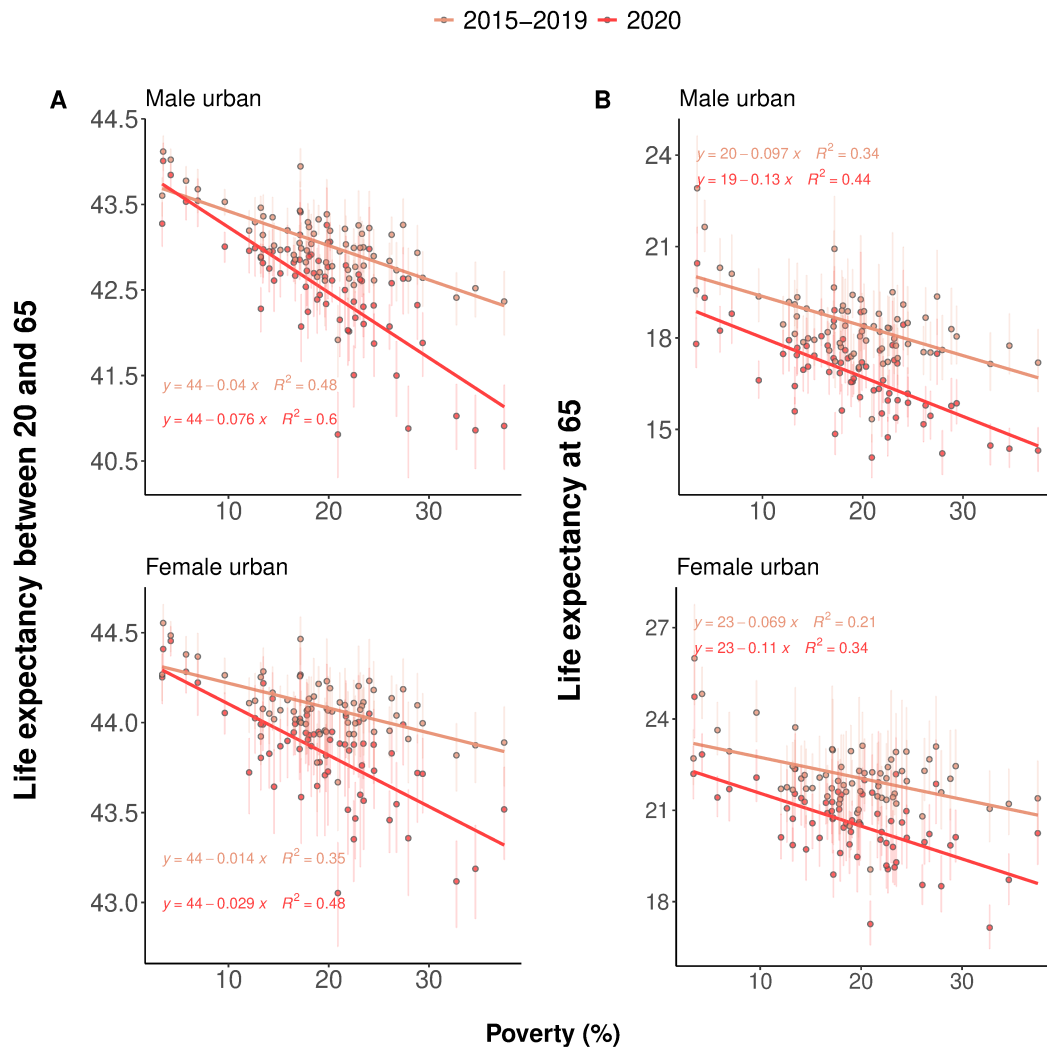 2015−2019 2020
A
Male urban
Life expectancy between 20 and 65
44.5
43.5
42.5
41.5
40.5
y = 44 − 0.04 x R² = 0.48
y = 44 − 0.076 x R² = 0.6
10 20 30
Female urban
44.5
44.0
43.5
43.0
y = 44 − 0.014 x R² = 0.35
y = 44 − 0.029 x R² = 0.48
10 20 30
B
Male urban
Life expectancy at 65
24
21
18
15
y = 20 − 0.097 x R² = 0.34
y = 19 − 0.13 x R² = 0.44
10 20 30
Female urban
27
24
21
18
y = 23 − 0.069 x R² = 0.21
y = 23 − 0.11 x R² = 0.34
10 20 30
Poverty (%)